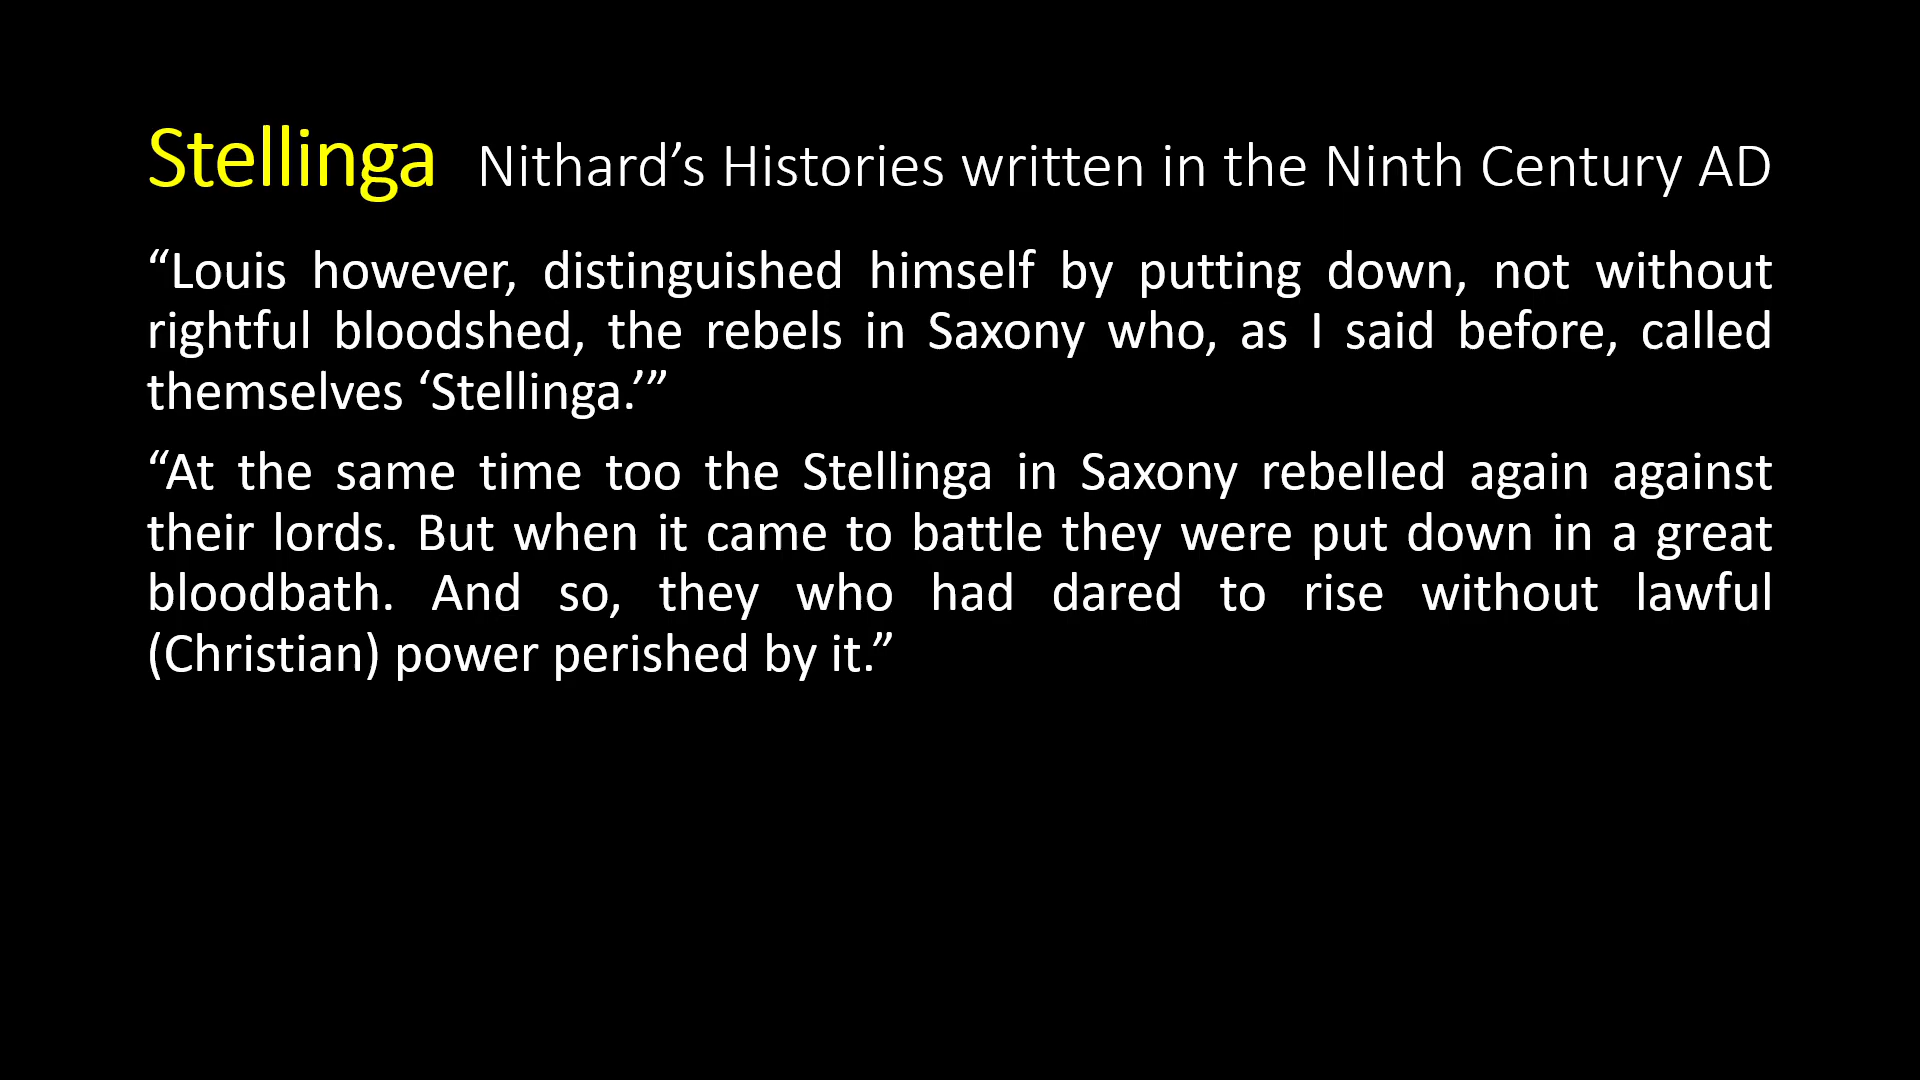 Stellinga Nithard’s Histories written in the Ninth Century AD
“Louis however, distinguished himself by putting down, not without
rightful bloodshed, the rebels in Saxony who, as I said before, called
themselves ‘Stellinga.’”
“At the same time too the Stellinga in Saxony rebelled again against
their lords. But when it came to battle they were put down in a great
bloodbath. And so, they who had dared to rise without lawful
(Christian) power perished by it.”